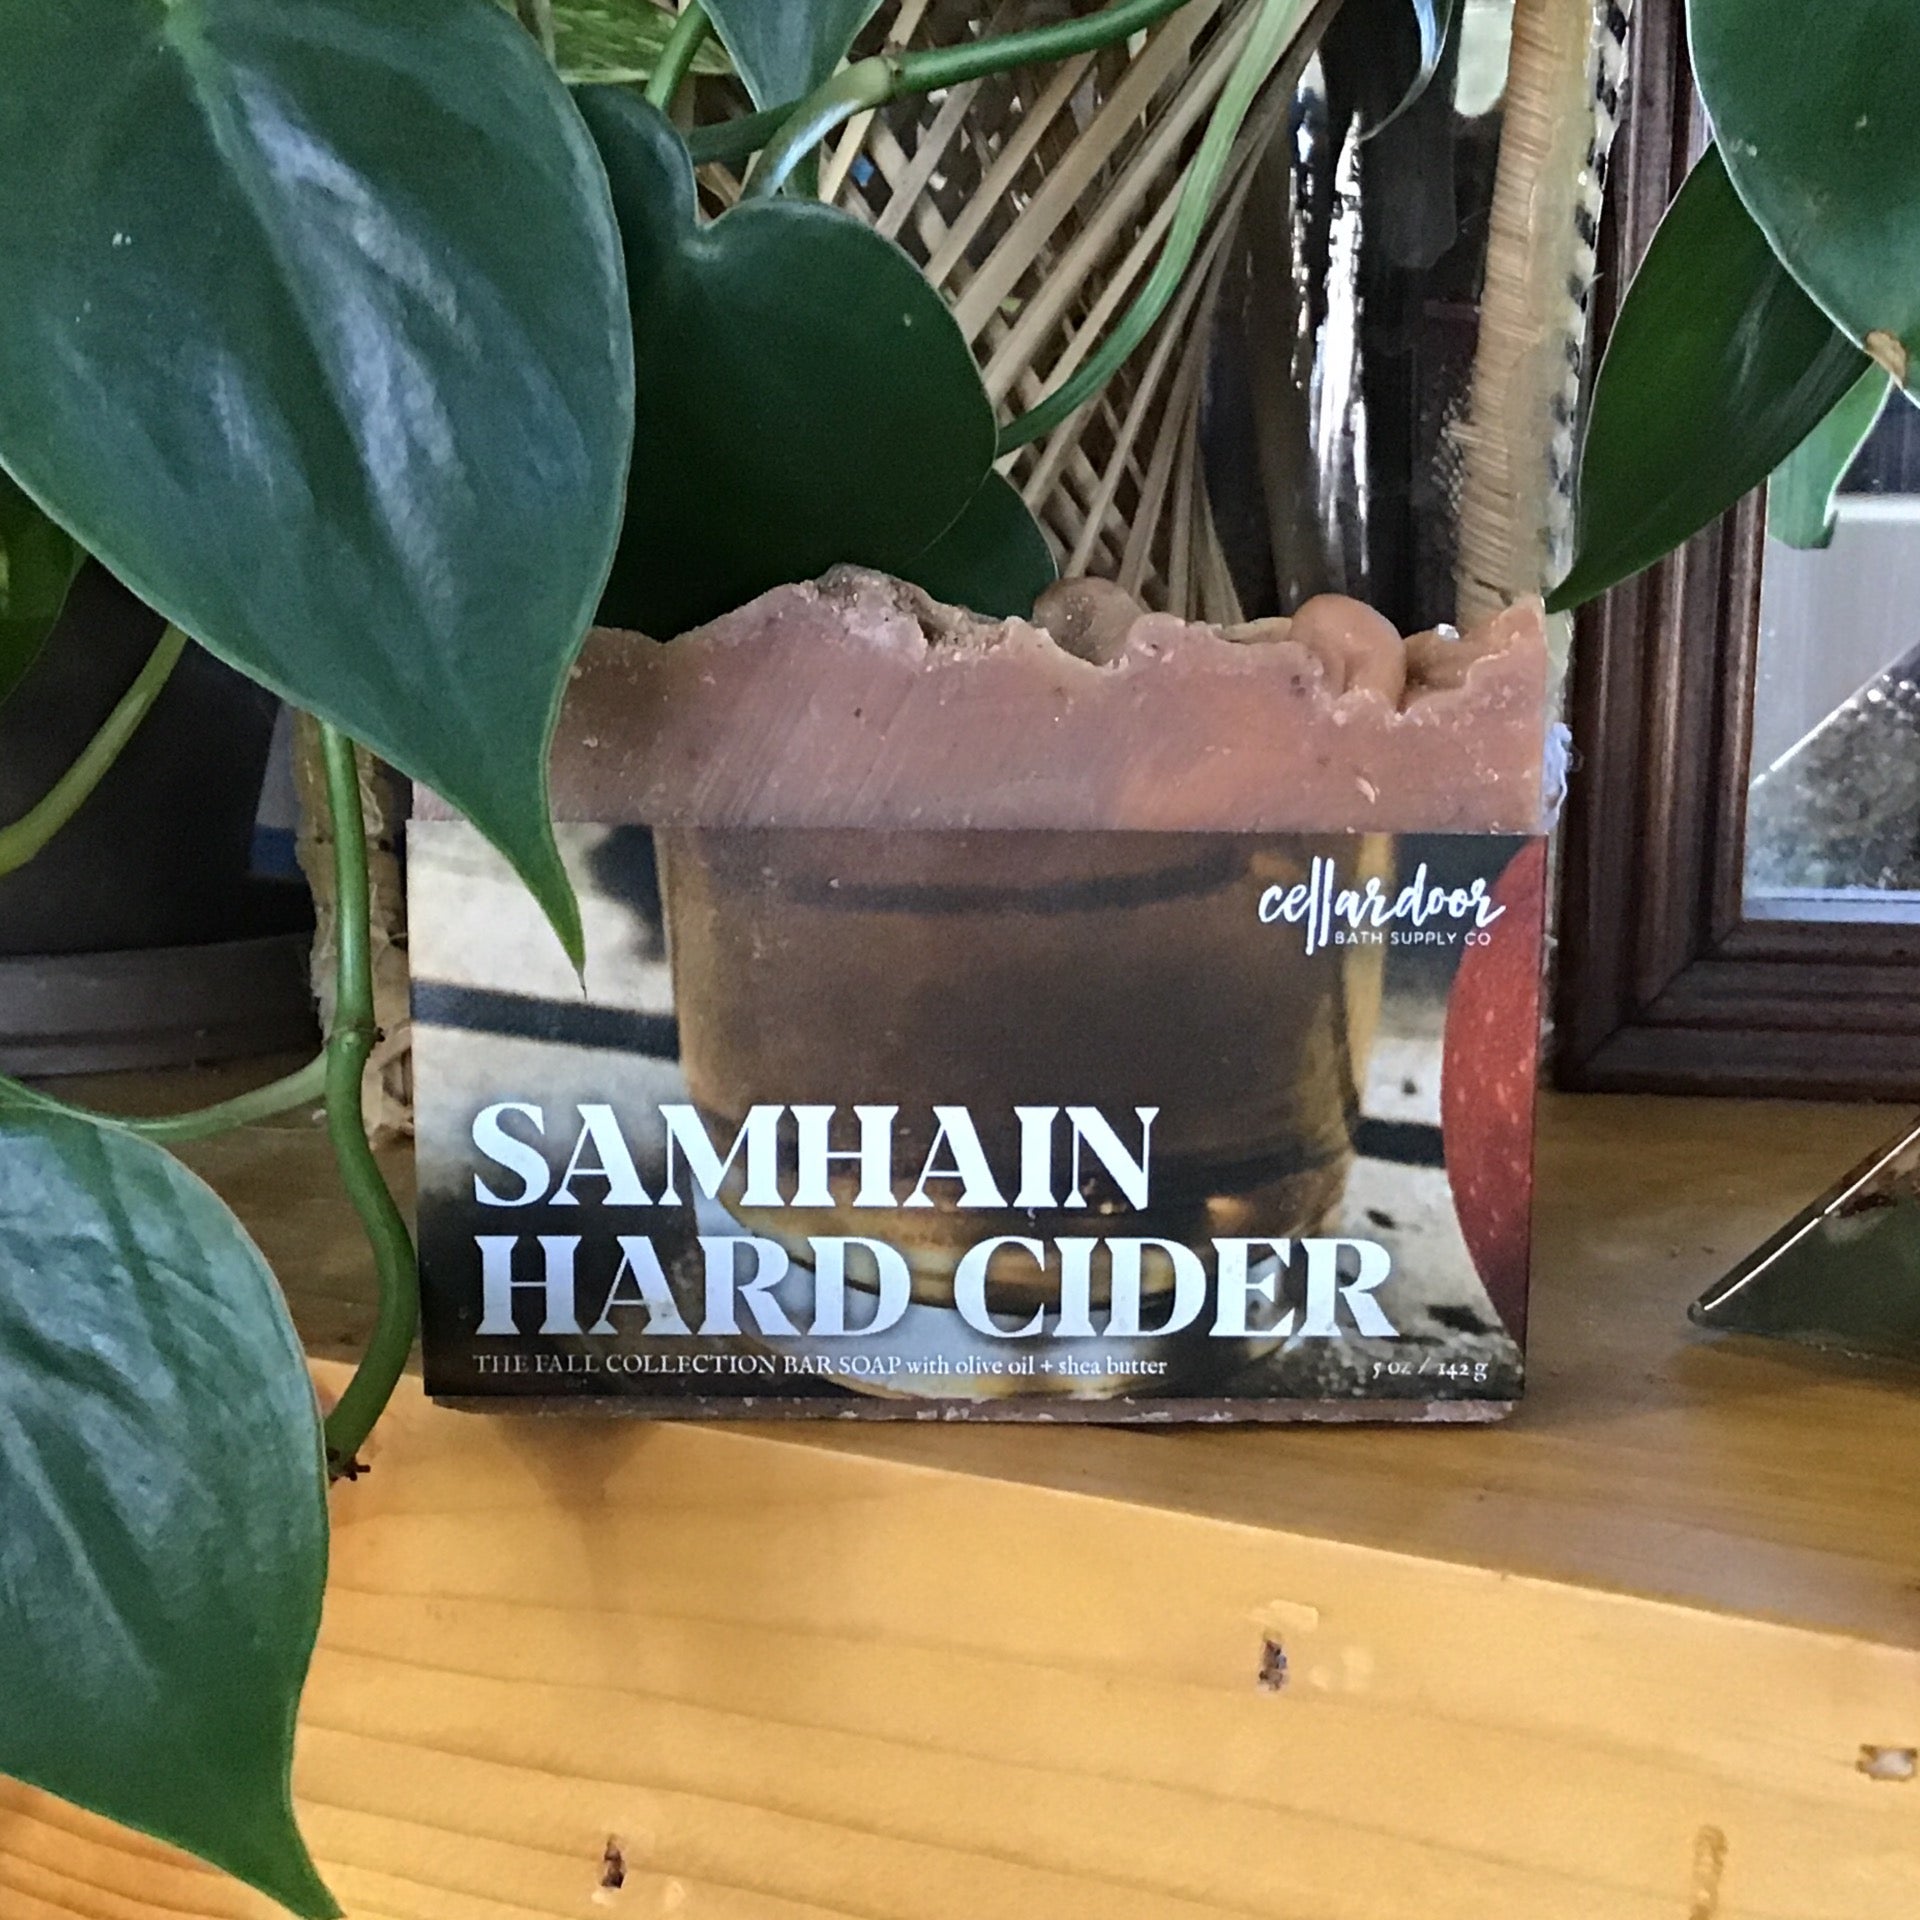 cellardoor
BATH SUPPLY CO
SAMHAIN
HARD CIDER
THE FALL COLLECTION BAR SOAP with olive oil + shea butter
5 oz / 142 g